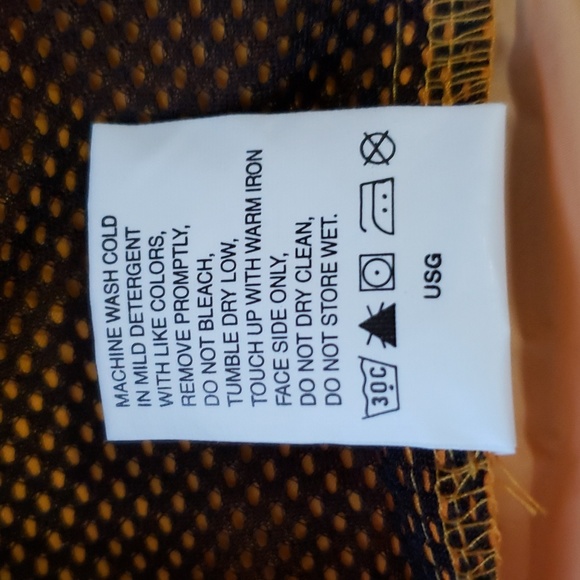 MACHINE WASH COLD
IN MILD DETERGENT
WITH LIKE COLORS,
REMOVE PROMPTLY,
DO NOT BLEACH,
TUMBLE DRY LOW,
TOUCH UP WITH WARM IRON
FACE SIDE ONLY,
DO NOT DRY CLEAN,
DO NOT STORE WET.
30C
USG